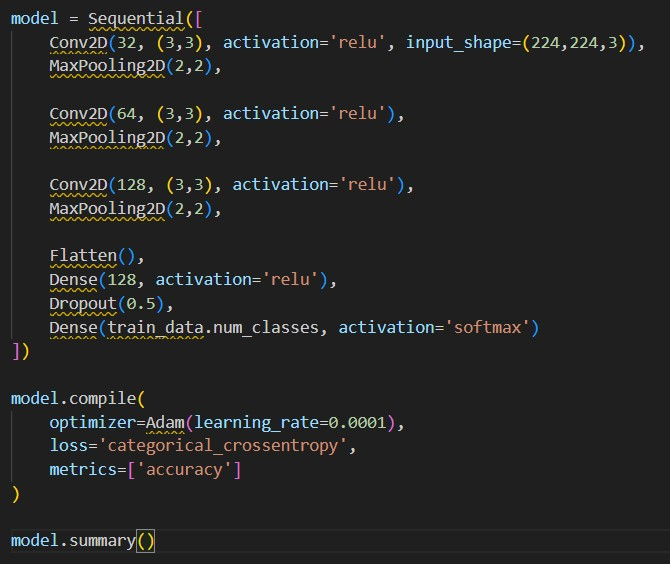 model = Sequential([
    Conv2D(32, (3,3), activation='relu', input_shape=(224,224,3)),
    MaxPooling2D(2,2),

    Conv2D(64, (3,3), activation='relu'),
    MaxPooling2D(2,2),

    Conv2D(128, (3,3), activation='relu'),
    MaxPooling2D(2,2),

    Flatten(),
    Dense(128, activation='relu'),
    Dropout(0.5),
    Dense(train_data.num_classes, activation='softmax')
])

model.compile(
    optimizer=Adam(learning_rate=0.0001),
    loss='categorical_crossentropy',
    metrics=['accuracy']
)

model.summary()